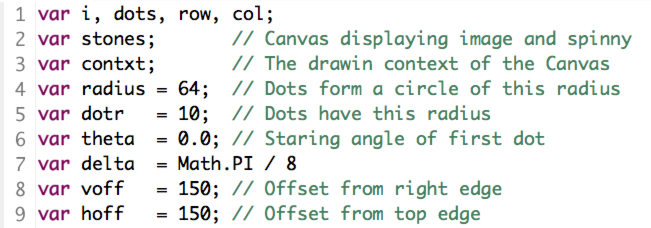 1 var i, dots, row, col;
2 var stones;       // Canvas displaying image and spinny
3 var contxt;       // The drawin context of the Canvas
4 var radius = 64;  // Dots form a circle of this radius
5 var dotr   = 10;  // Dots have this radius
6 var theta  = 0.0; // Staring angle of first dot
7 var delta  = Math.PI / 8
8 var voff   = 150; // Offset from right edge
9 var hoff   = 150; // Offset from top edge